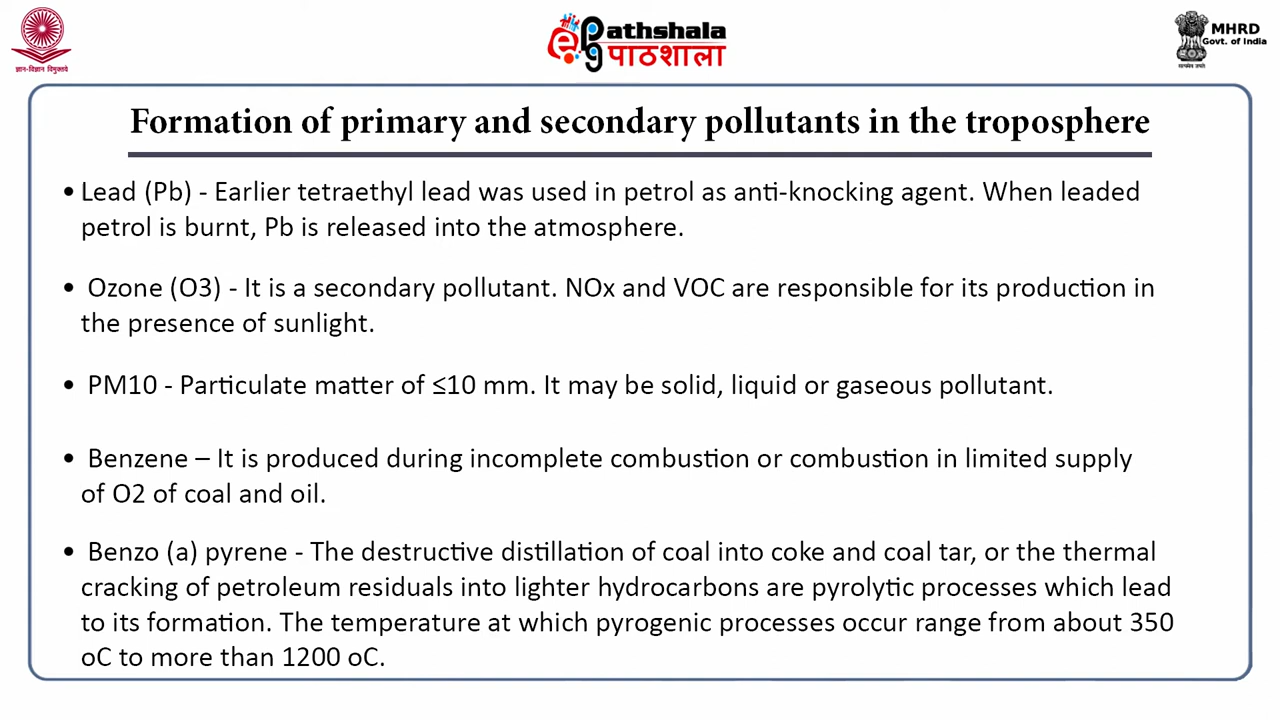 ज्ञान-विज्ञान विमुक्तये
epgathshala
पाठशाला
MHRD
Govt. of India
सत्यमेव जयते
Formation of primary and secondary pollutants in the troposphere
• Lead (Pb) - Earlier tetraethyl lead was used in petrol as anti-knocking agent. When leaded
petrol is burnt, Pb is released into the atmosphere.
• Ozone (O3) - It is a secondary pollutant. NOx and VOC are responsible for its production in
the presence of sunlight.
• PM10 - Particulate matter of ≤10 mm. It may be solid, liquid or gaseous pollutant.
• Benzene – It is produced during incomplete combustion or combustion in limited supply
of O2 of coal and oil.
• Benzo (a) pyrene - The destructive distillation of coal into coke and coal tar, or the thermal
cracking of petroleum residuals into lighter hydrocarbons are pyrolytic processes which lead
to its formation. The temperature at which pyrogenic processes occur range from about 350
oC to more than 1200 oC.